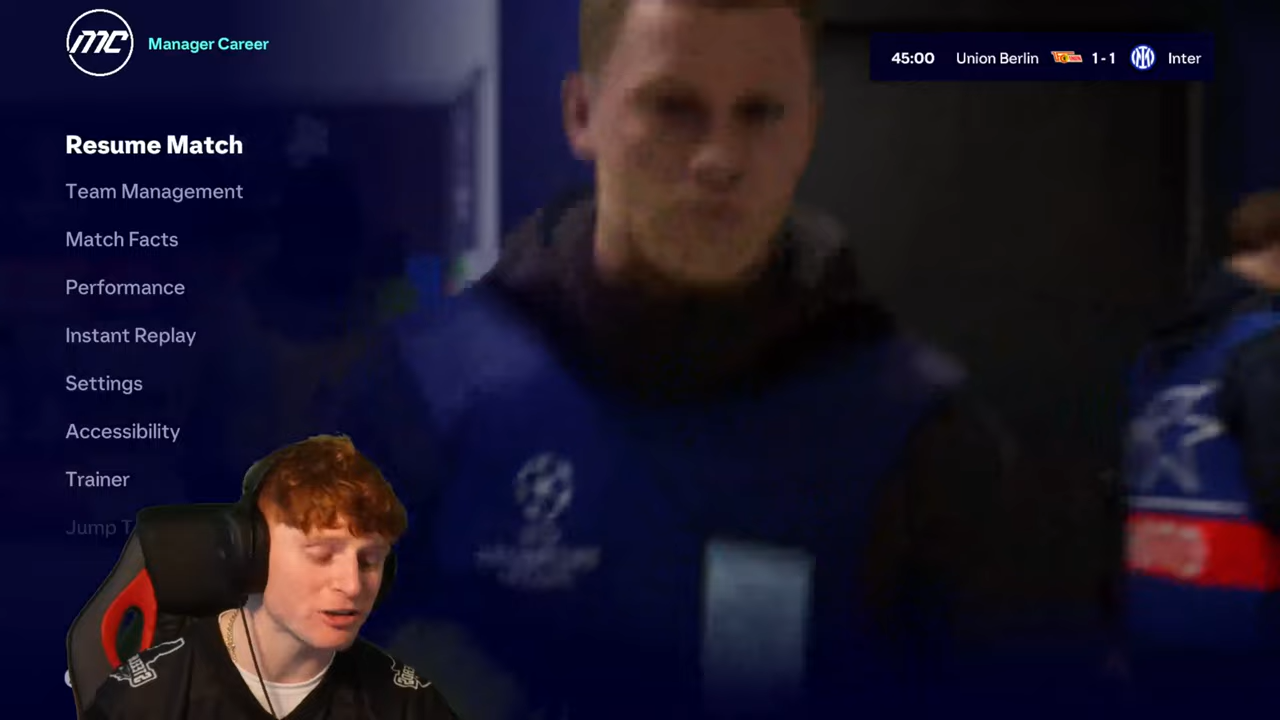 MC Manager Career
45:00 Union Berlin 1 - 1 Inter
Resume Match
Team Management
Match Facts
Performance
Instant Replay
Settings
Accessibility
Trainer
Jump T